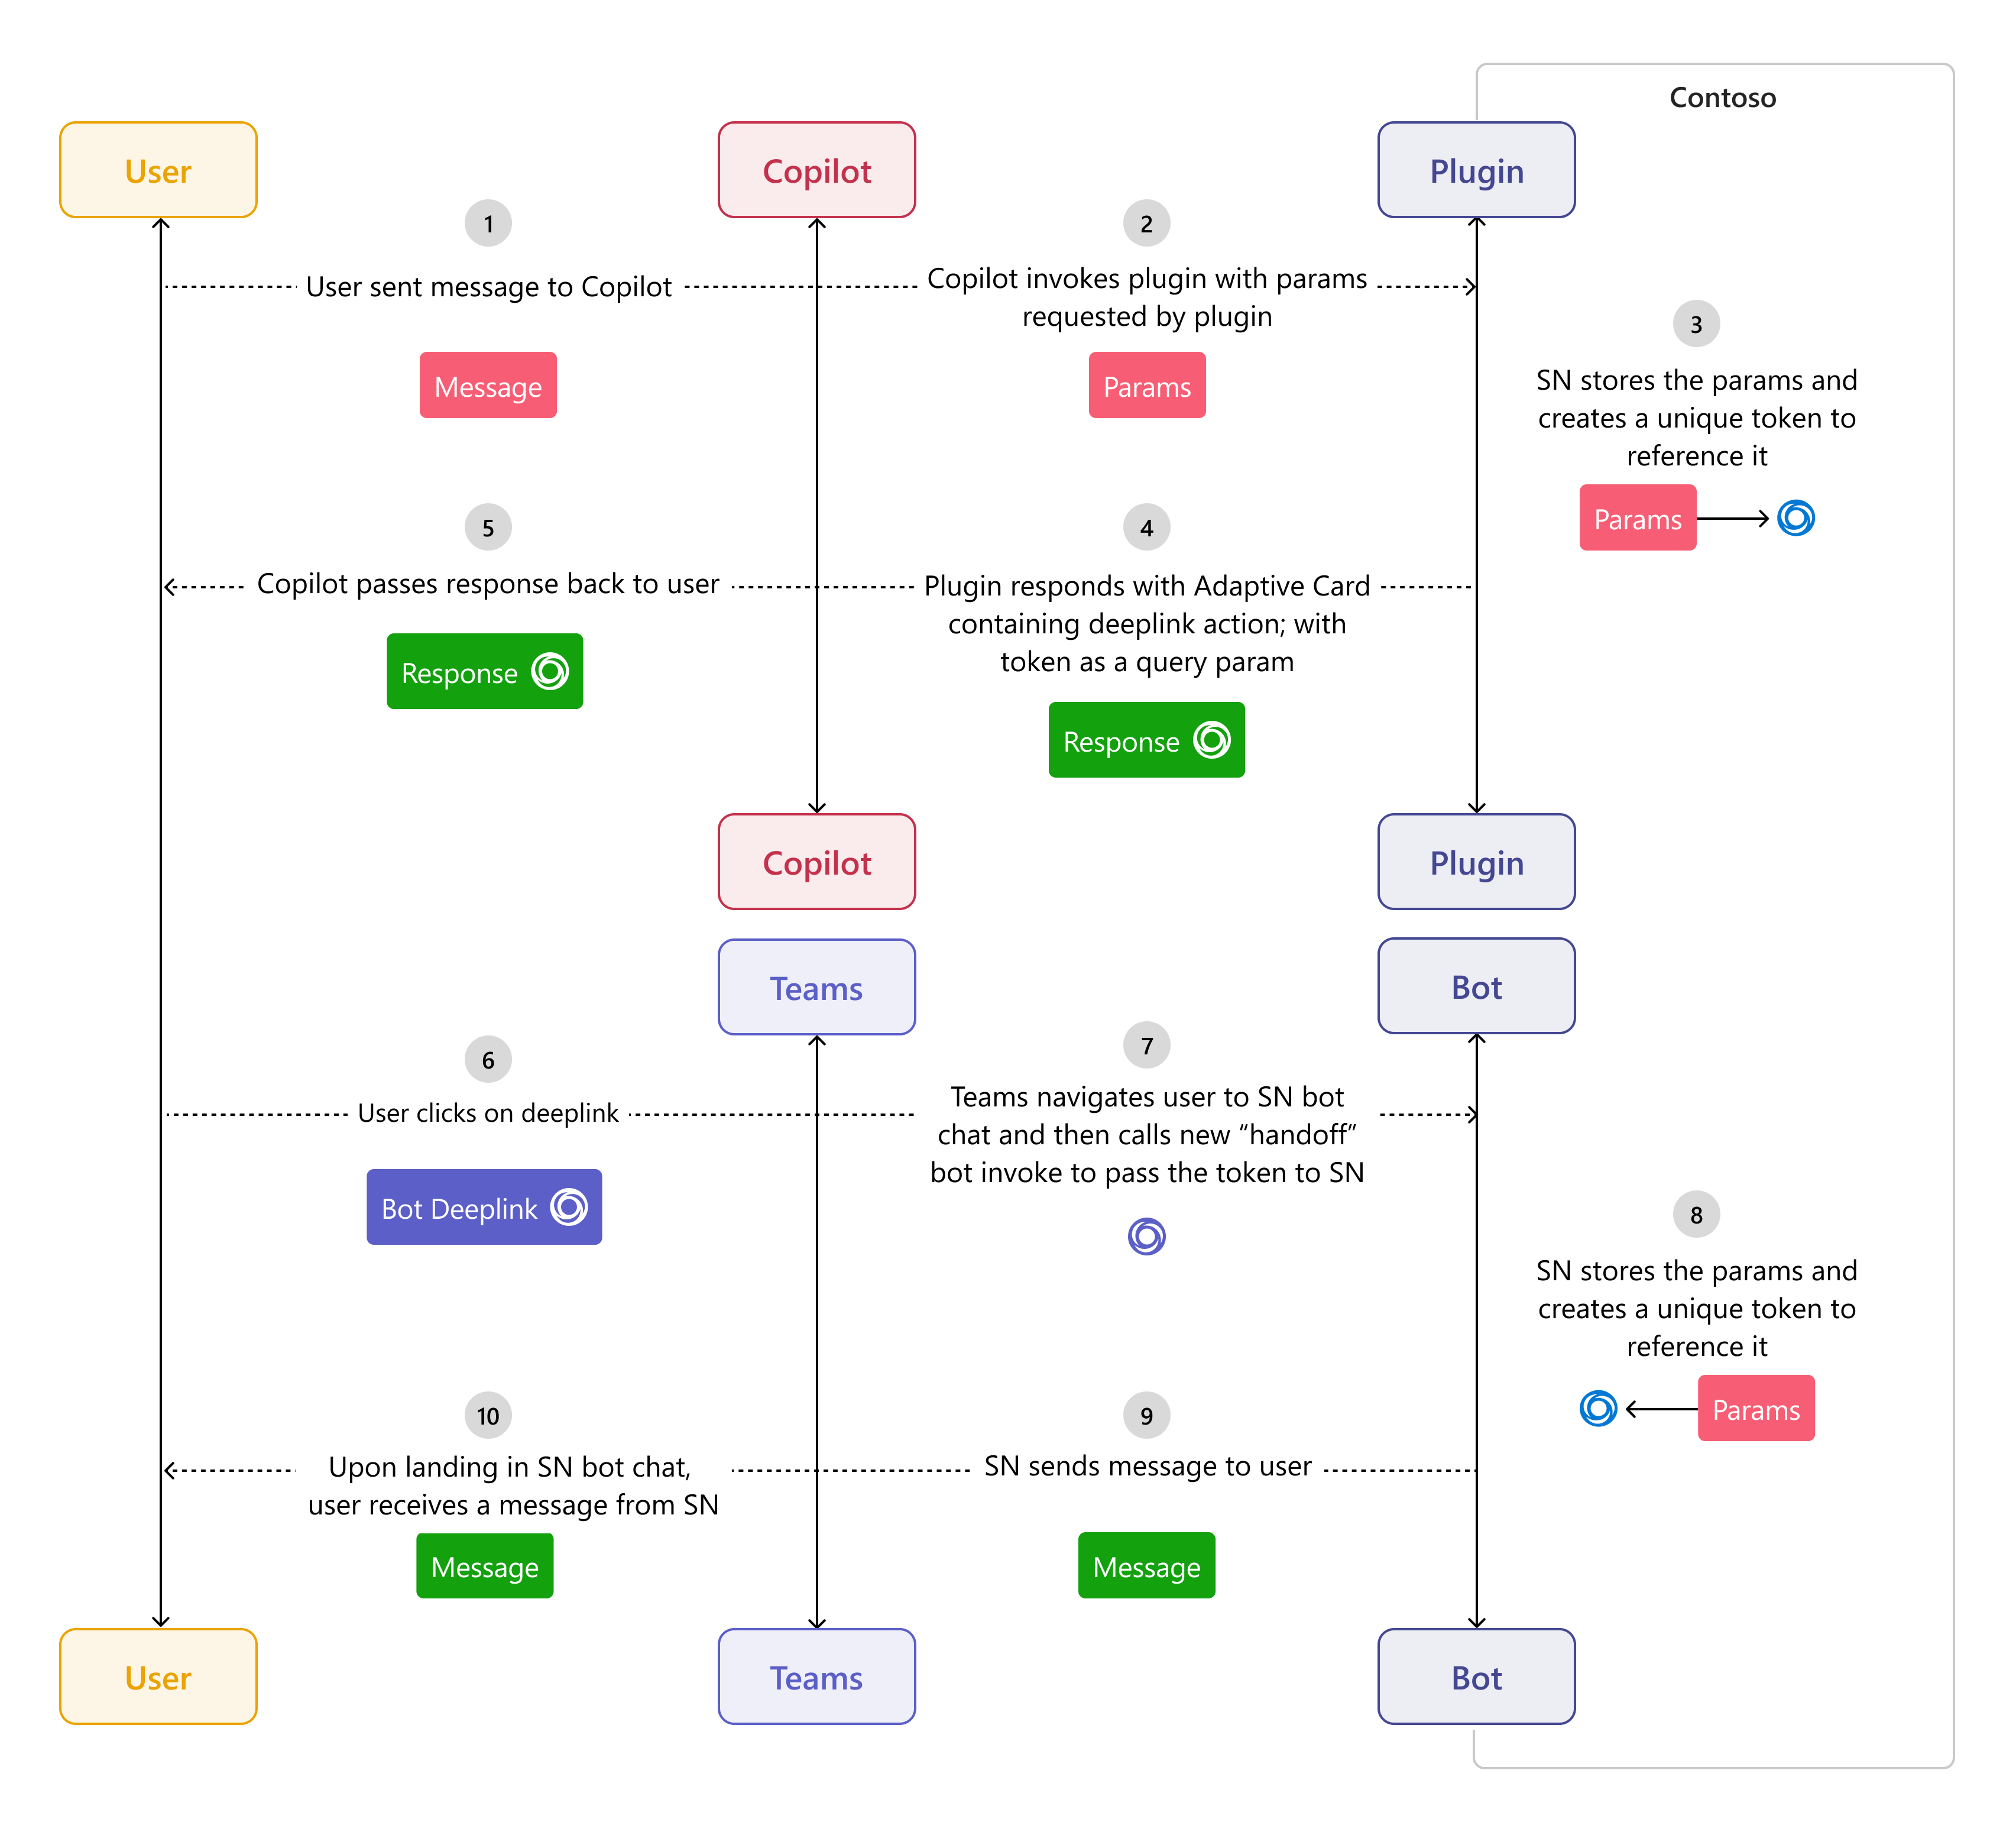 Contoso
User
Copilot
Plugin
1
User sent message to Copilot
Message
2
Copilot invokes plugin with params
requested by plugin
Params
3
SN stores the params and
creates a unique token to
reference it
Params
5
Copilot passes response back to user
Response
4
Plugin responds with Adaptive Card
containing deeplink action; with
token as a query param
Response
Copilot
Plugin
Teams
Bot
6
User clicks on deeplink
Bot Deeplink
7
Teams navigates user to SN bot
chat and then calls new “handoff”
bot invoke to pass the token to SN
8
SN stores the params and
creates a unique token to
reference it
Params
10
Upon landing in SN bot chat,
user receives a message from SN
Message
9
SN sends message to user
Message
User
Teams
Bot